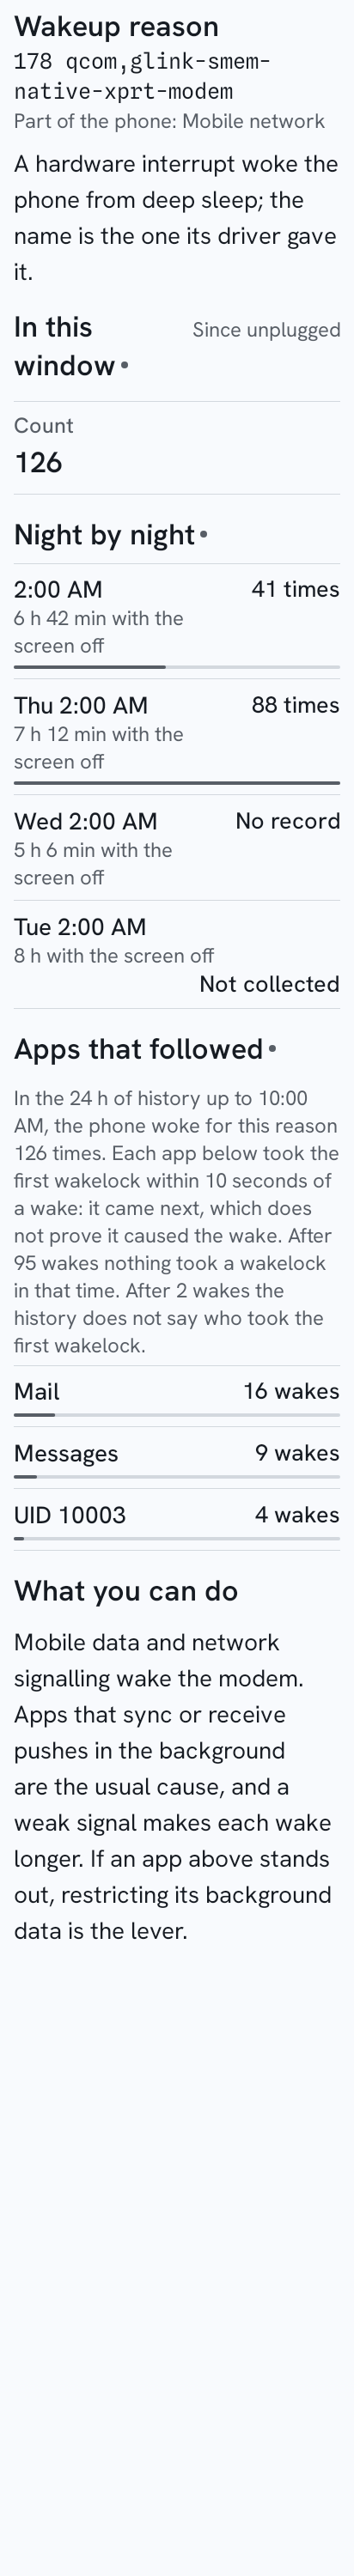 Wakeup reason
178 qcom,glink-smem-
native-xprt-modem
Part of the phone: Mobile network
A hardware interrupt woke the
phone from deep sleep; the
name is the one its driver gave
it.
In this
window •
Since unplugged
Count
126
Night by night •
2:00 AM
41 times
6 h 42 min with the
screen off
Thu 2:00 AM
88 times
7 h 12 min with the
screen off
Wed 2:00 AM
No record
5 h 6 min with the
screen off
Tue 2:00 AM
8 h with the screen off
Not collected
Apps that followed •
In the 24 h of history up to 10:00
AM, the phone woke for this reason
126 times. Each app below took the
first wakelock within 10 seconds of
a wake: it came next, which does
not prove it caused the wake. After
95 wakes nothing took a wakelock
in that time. After 2 wakes the
history does not say who took the
first wakelock.
Mail
16 wakes
Messages
9 wakes
UID 10003
4 wakes
What you can do
Mobile data and network
signalling wake the modem.
Apps that sync or receive
pushes in the background
are the usual cause, and a
weak signal makes each wake
longer. If an app above stands
out, restricting its background
data is the lever.